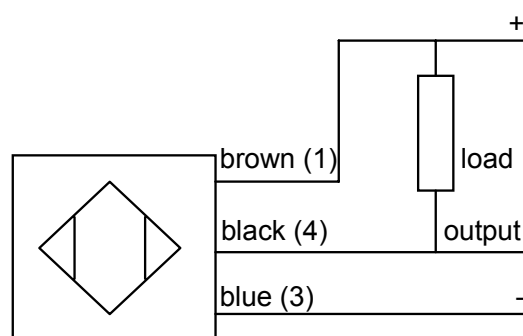 +
brown (1) load
black (4) output
blue (3) -